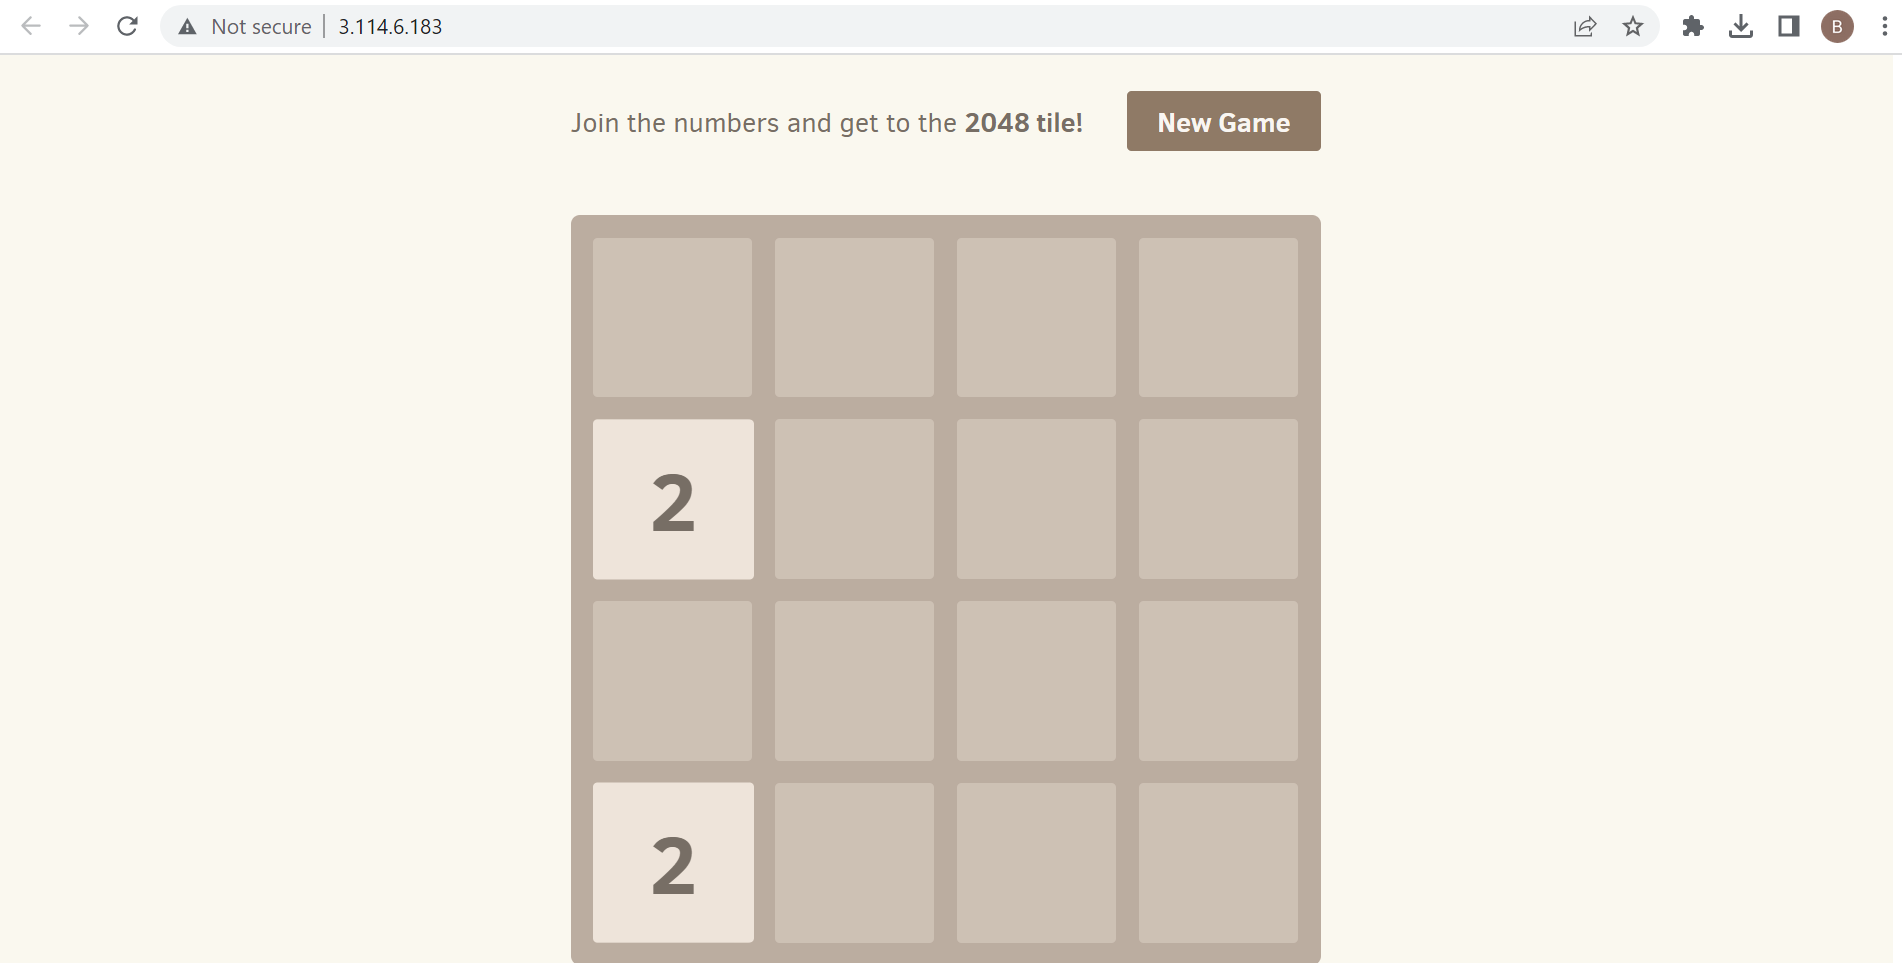 Not secure | 3.114.6.183
B
Join the numbers and get to the 2048 tile!
New Game
2
2